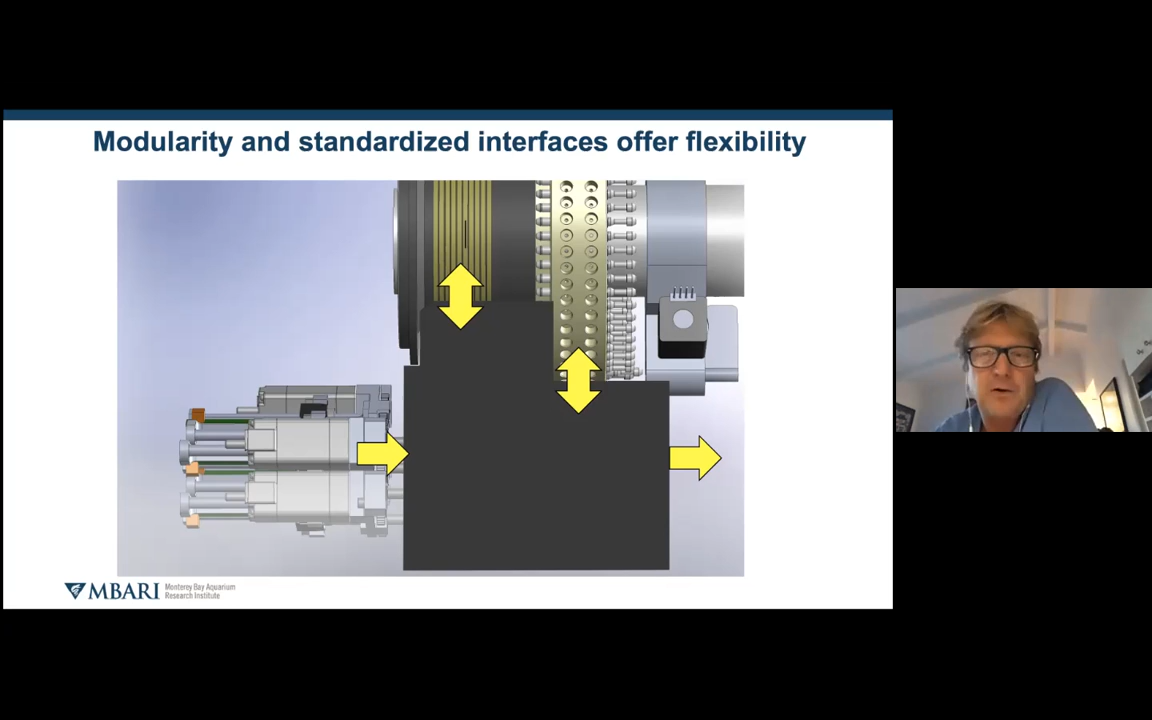 Modularity and standardized interfaces offer flexibility
MBARI
Monterey Bay Aquarium
Research Institute